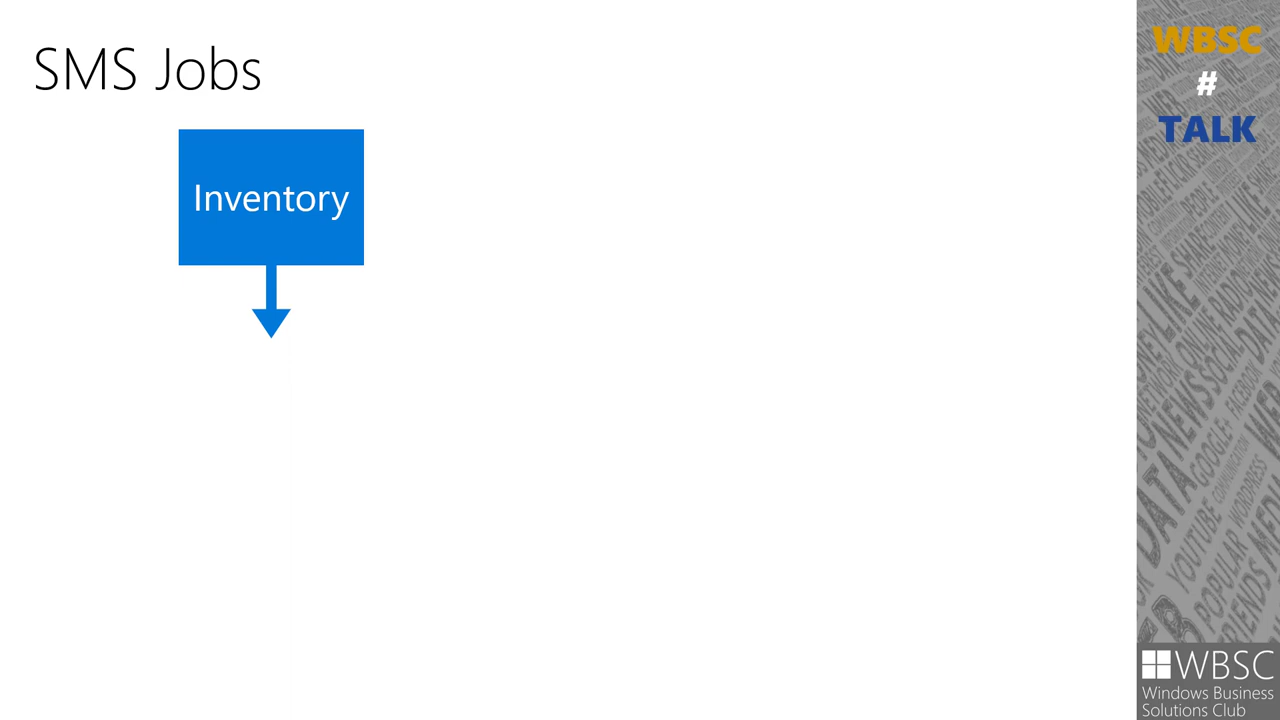 SMS Jobs
Inventory
WBSC
#
TALK
WBSC
Windows Business
Solutions Club